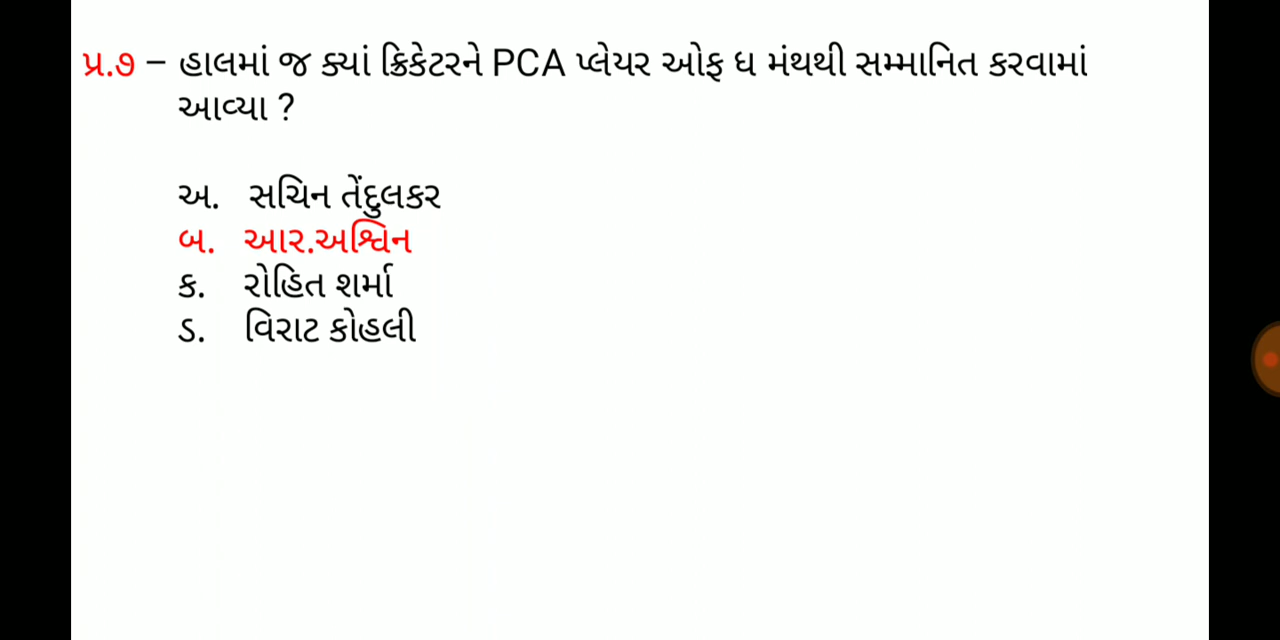 પ્ર.૭ – હાલમાં જ ક્યાં ક્રિકેટરને PCA પ્લેયર ઓફ ધ મંથથી સમ્માનિત કરવામાં
આવ્યા ?
અ. સચિન તેંદુલકર
બ. આર.અશ્વિન
ક. રોહિત શર્મા
ડ. વિરાટ કોહલી